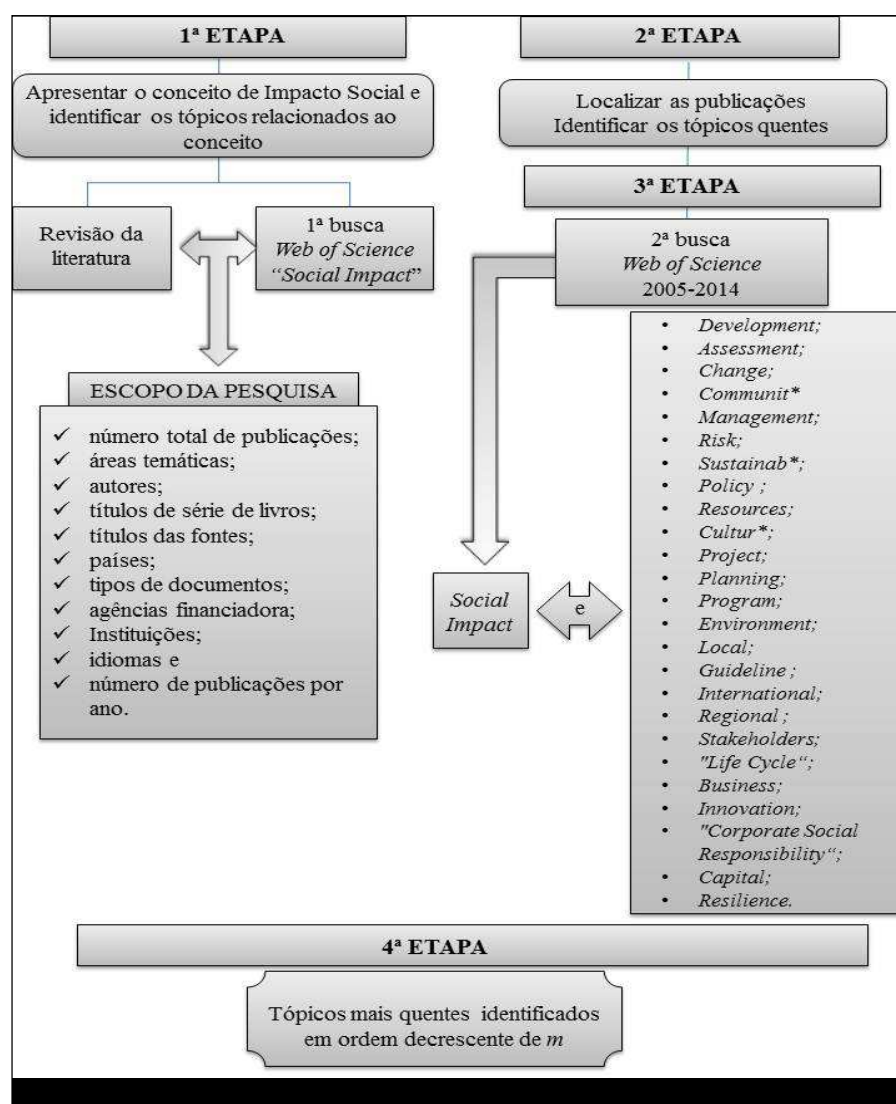 1ª ETAPA
Apresentar o conceito de Impacto Social e
identificar os tópicos relacionados ao
conceito
Revisão da
literatura
1ª busca
Web of Science
“Social Impact”
ESCOPO DA PESQUISA
✓ número total de publicações;
✓ áreas temáticas;
✓ autores;
✓ títulos de série de livros;
✓ títulos das fontes;
✓ países;
✓ tipos de documentos;
✓ agências financiadora;
✓ Instituições;
✓ idiomas e
✓ número de publicações por
ano.
2ª ETAPA
Localizar as publicações
Identificar os tópicos quentes
3ª ETAPA
2ª busca
Web of Science
2005-2014
Social
Impact
e
• Development;
• Assessment;
• Change;
• Communit*
• Management;
• Risk;
• Sustainab*;
• Policy ;
• Resources;
• Cultur*;
• Project;
• Planning;
• Program;
• Environment;
• Local;
• Guideline ;
• International;
• Regional ;
• Stakeholders;
• "Life Cycle“;
• Business;
• Innovation;
• "Corporate Social
Responsibility“;
• Capital;
• Resilience.
4ª ETAPA
Tópicos mais quentes identificados
em ordem decrescente de m